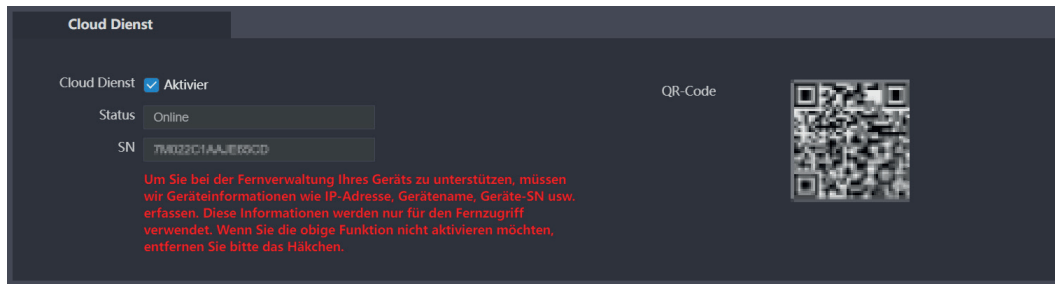 Cloud Dienst
Cloud Dienst Aktivier
QR-Code
Status Online
SN
Um Sie bei der Fernverwaltung Ihres Geräts zu unterstützen, müssen
wir Geräteinformationen wie IP-Adresse, Gerätename, Geräte-SN usw.
erfassen. Diese Informationen werden nur für den Fernzugriff
verwendet. Wenn Sie die obige Funktion nicht aktivieren möchten,
entfernen Sie bitte das Häkchen.